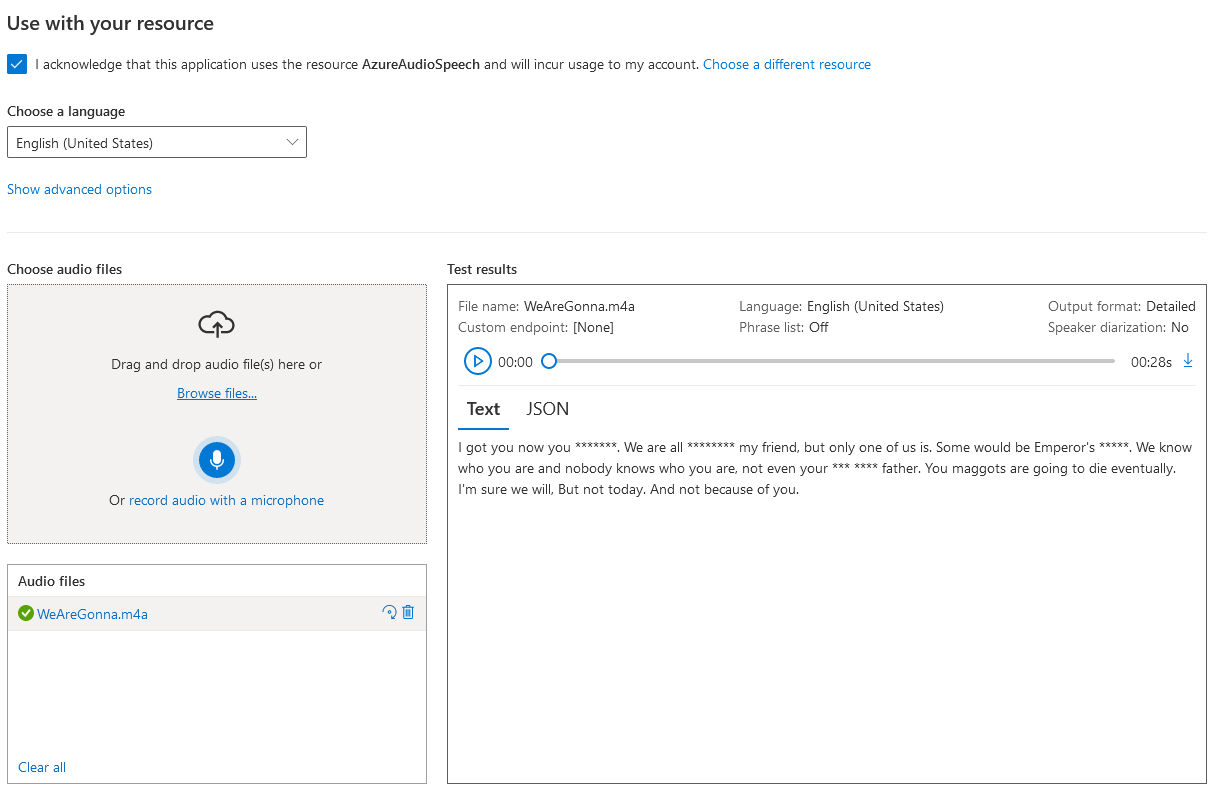 Use with your resource
I acknowledge that this application uses the resource AzureAudioSpeech and will incur usage to my account. Choose a different resource
Choose a language
English (United States)
Show advanced options
Choose audio files
Drag and drop audio file(s) here or
Browse files...
Or record audio with a microphone
Audio files
WeAreGonna.m4a
Clear all
Test results
File name: WeAreGonna.m4a
Language: English (United States)
Output format: Detailed
Custom endpoint: [None]
Phrase list: Off
Speaker diarization: No
00:00
00:28s
Text
JSON
I got you now you *******. We are all ******** my friend, but only one of us is. Some would be Emperor's *****. We know
who you are and nobody knows who you are, not even your *** **** father. You maggots are going to die eventually.
I'm sure we will, But not today. And not because of you.